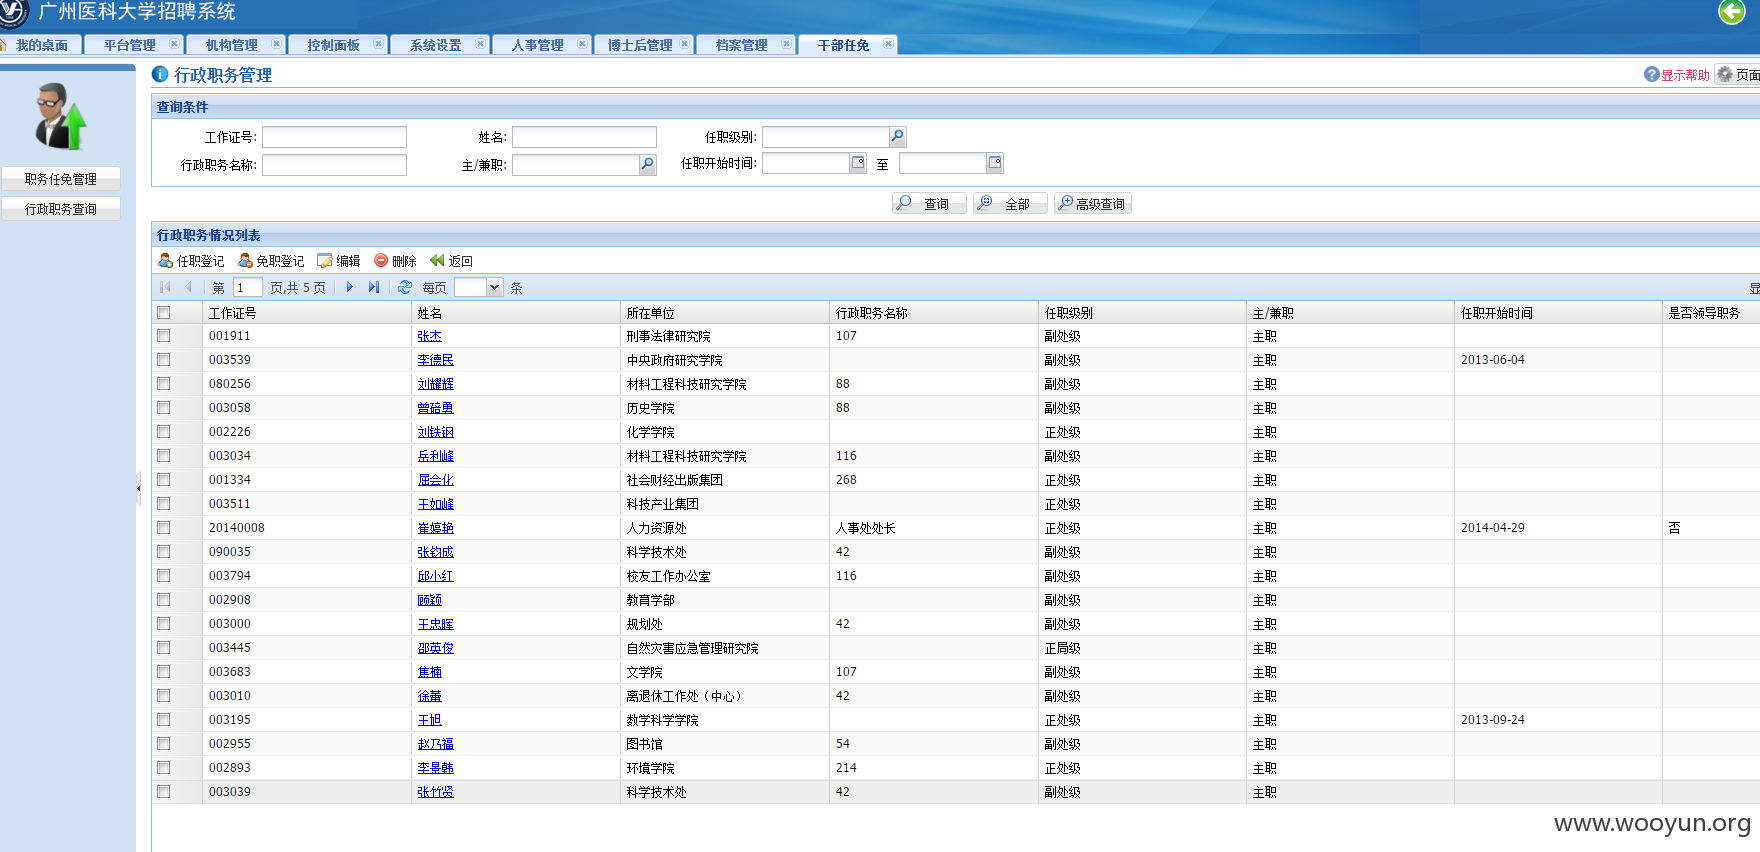 广州医科大学招聘系统
我的桌面 平台管理 机构管理 控制面板 系统设置 人事管理 博士后管理 档案管理 干部任免
行政职务管理 显示帮助 页面
查询条件
工作证号: 姓名: 任职级别:
行政职务名称: 主/兼职: 任职开始时间: 至
职务任免管理
行政职务查询
查询 全部 高级查询
行政职务情况列表
任职登记 免职登记 编辑 删除 返回
第 1 页,共 5 页 每页 条 显
工作证号 姓名 所在单位 行政职务名称 任职级别 主/兼职 任职开始时间 是否领导职务
001911 张杰 刑事法律研究院 107 副处级 主职
003539 李德民 中央政府研究学院 副处级 主职 2013-06-04
080256 刘耀辉 材料工程科技研究学院 88 副处级 主职
003058 曾碚勇 历史学院 88 副处级 主职
002226 刘铁钢 化学学院 正处级 主职
003034 岳利峰 材料工程科技研究学院 116 副处级 主职
001334 屈会化 社会财经出版集团 268 正处级 主职
003511 王如峰 科技产业集团 正处级 主职
20140008 崔婷艳 人力资源处 人事处处长 正处级 主职 2014-04-29 否
090035 张钧成 科学技术处 42 副处级 主职
003794 邱小红 校友工作办公室 116 副处级 主职
002908 顾颖 教育学部 副处级 主职
003000 王忠晖 规划处 42 副处级 主职
003445 邵英俊 自然灾害应急管理研究院 正局级 主职
003683 焦楠 文学院 107 副处级 主职
003010 徐蕾 离退休工作处（中心） 42 副处级 主职
003195 王旭 数学科学学院 正处级 主职 2013-09-24
002955 赵乃福 图书馆 54 副处级 主职
002893 李景韩 环境学院 214 正处级 主职
003039 张竹贤 科学技术处 42 副处级 主职
www.wooyun.org